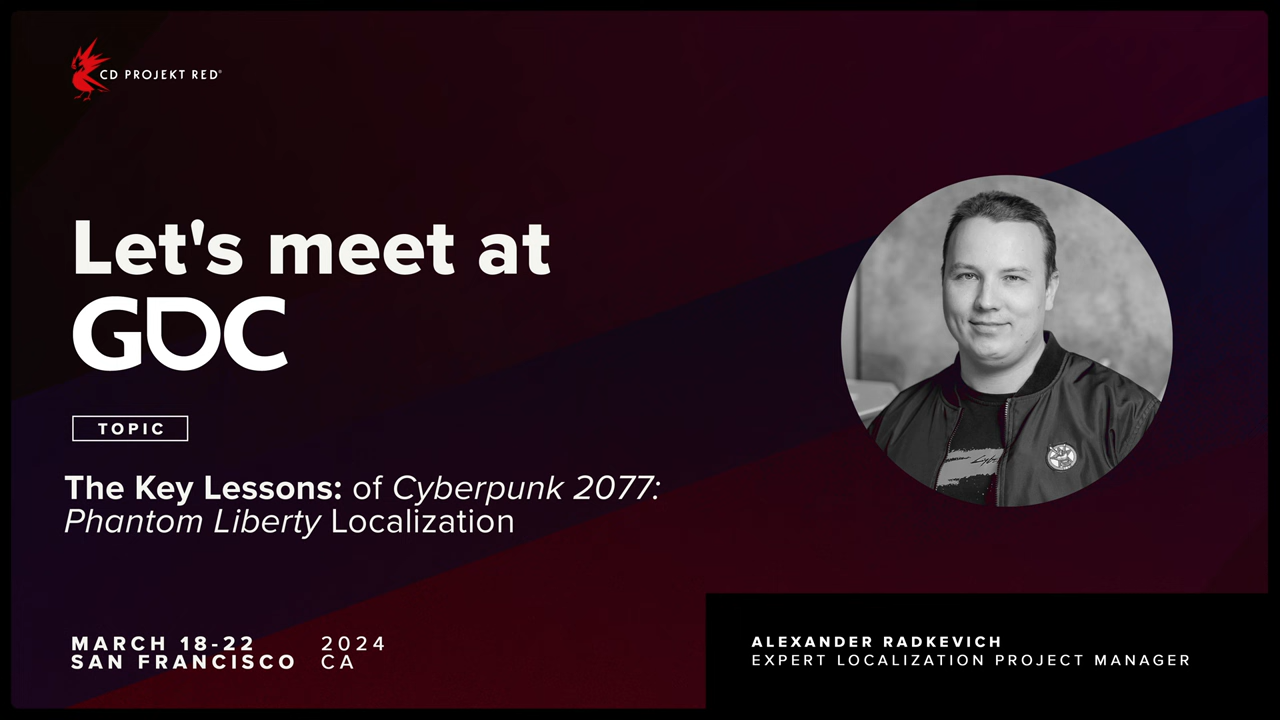 CD PROJEKT RED®
Let's meet at
GDC
TOPIC
The Key Lessons: of Cyberpunk 2077:
Phantom Liberty Localization
MARCH 18-22 2024
SAN FRANCISCO CA
ALEXANDER RADKEVICH
EXPERT LOCALIZATION PROJECT MANAGER